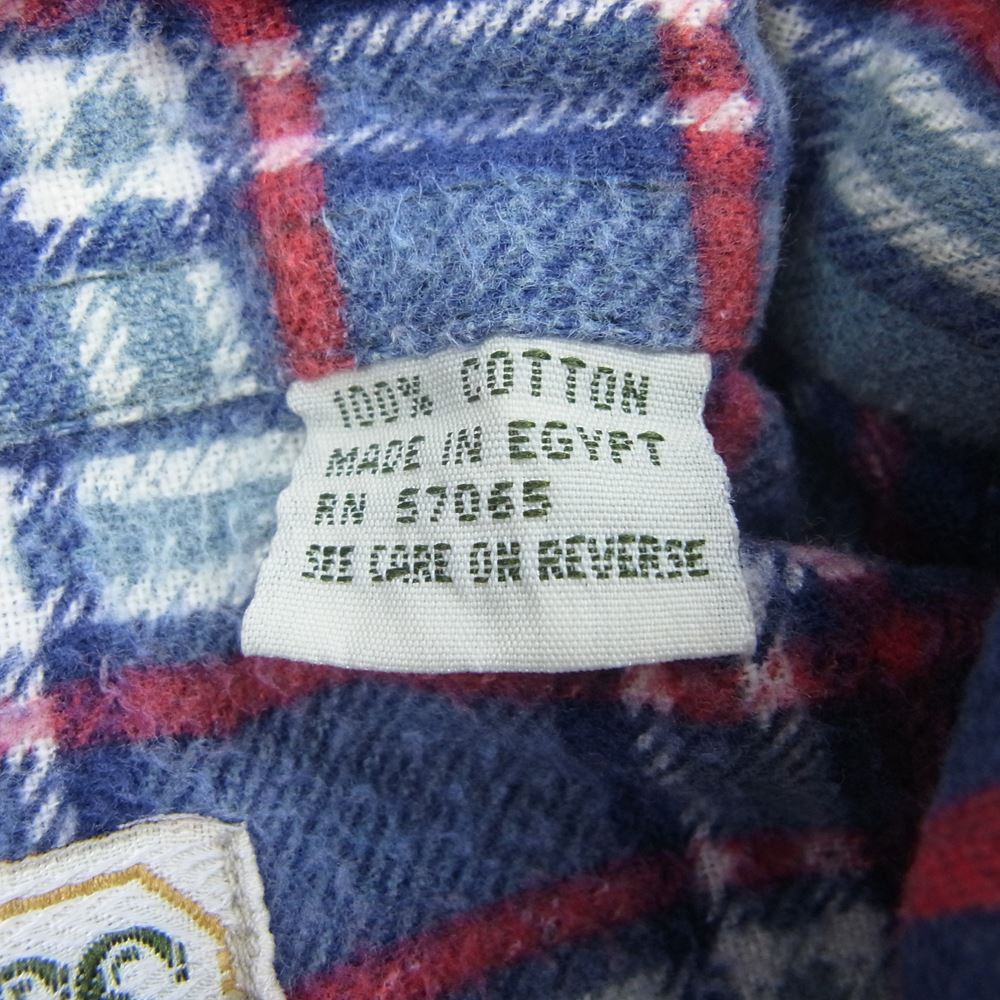 100% COTTON
MADE IN EGYPT
RN 57065
SEE CARE ON REVERSE